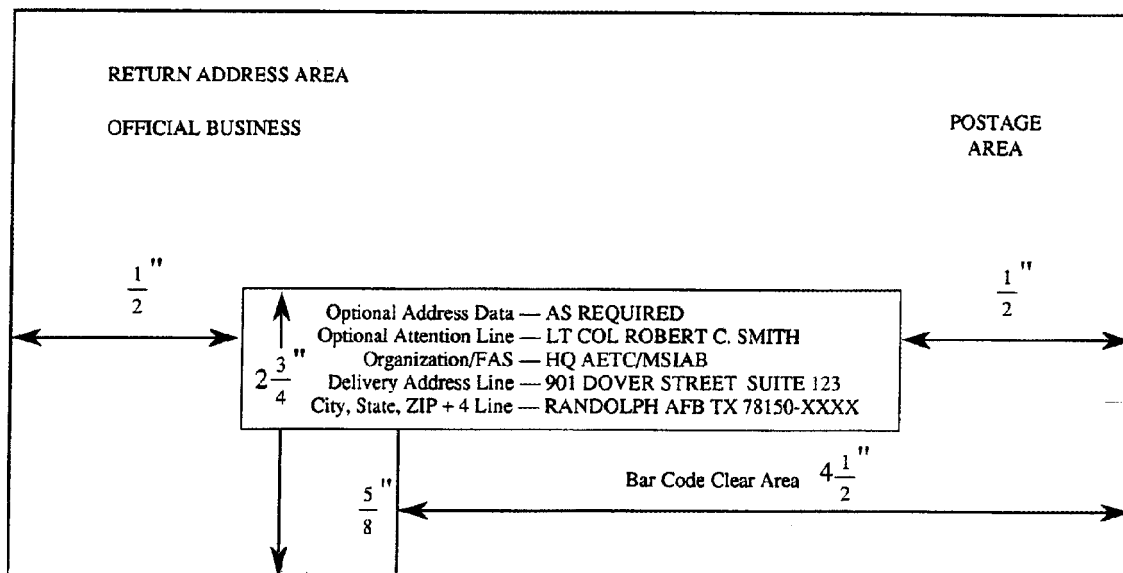 RETURN ADDRESS AREA
OFFICIAL BUSINESS
POSTAGE
AREA
1/2"
1/2"
Optional Address Data — AS REQUIRED
Optional Attention Line — LT COL ROBERT C. SMITH
Organization/FAS — HQ AETC/MSIAB
Delivery Address Line — 901 DOVER STREET SUITE 123
City, State, ZIP + 4 Line — RANDOLPH AFB TX 78150-XXXX
2 3/4"
Bar Code Clear Area 4 1/2"
5/8"